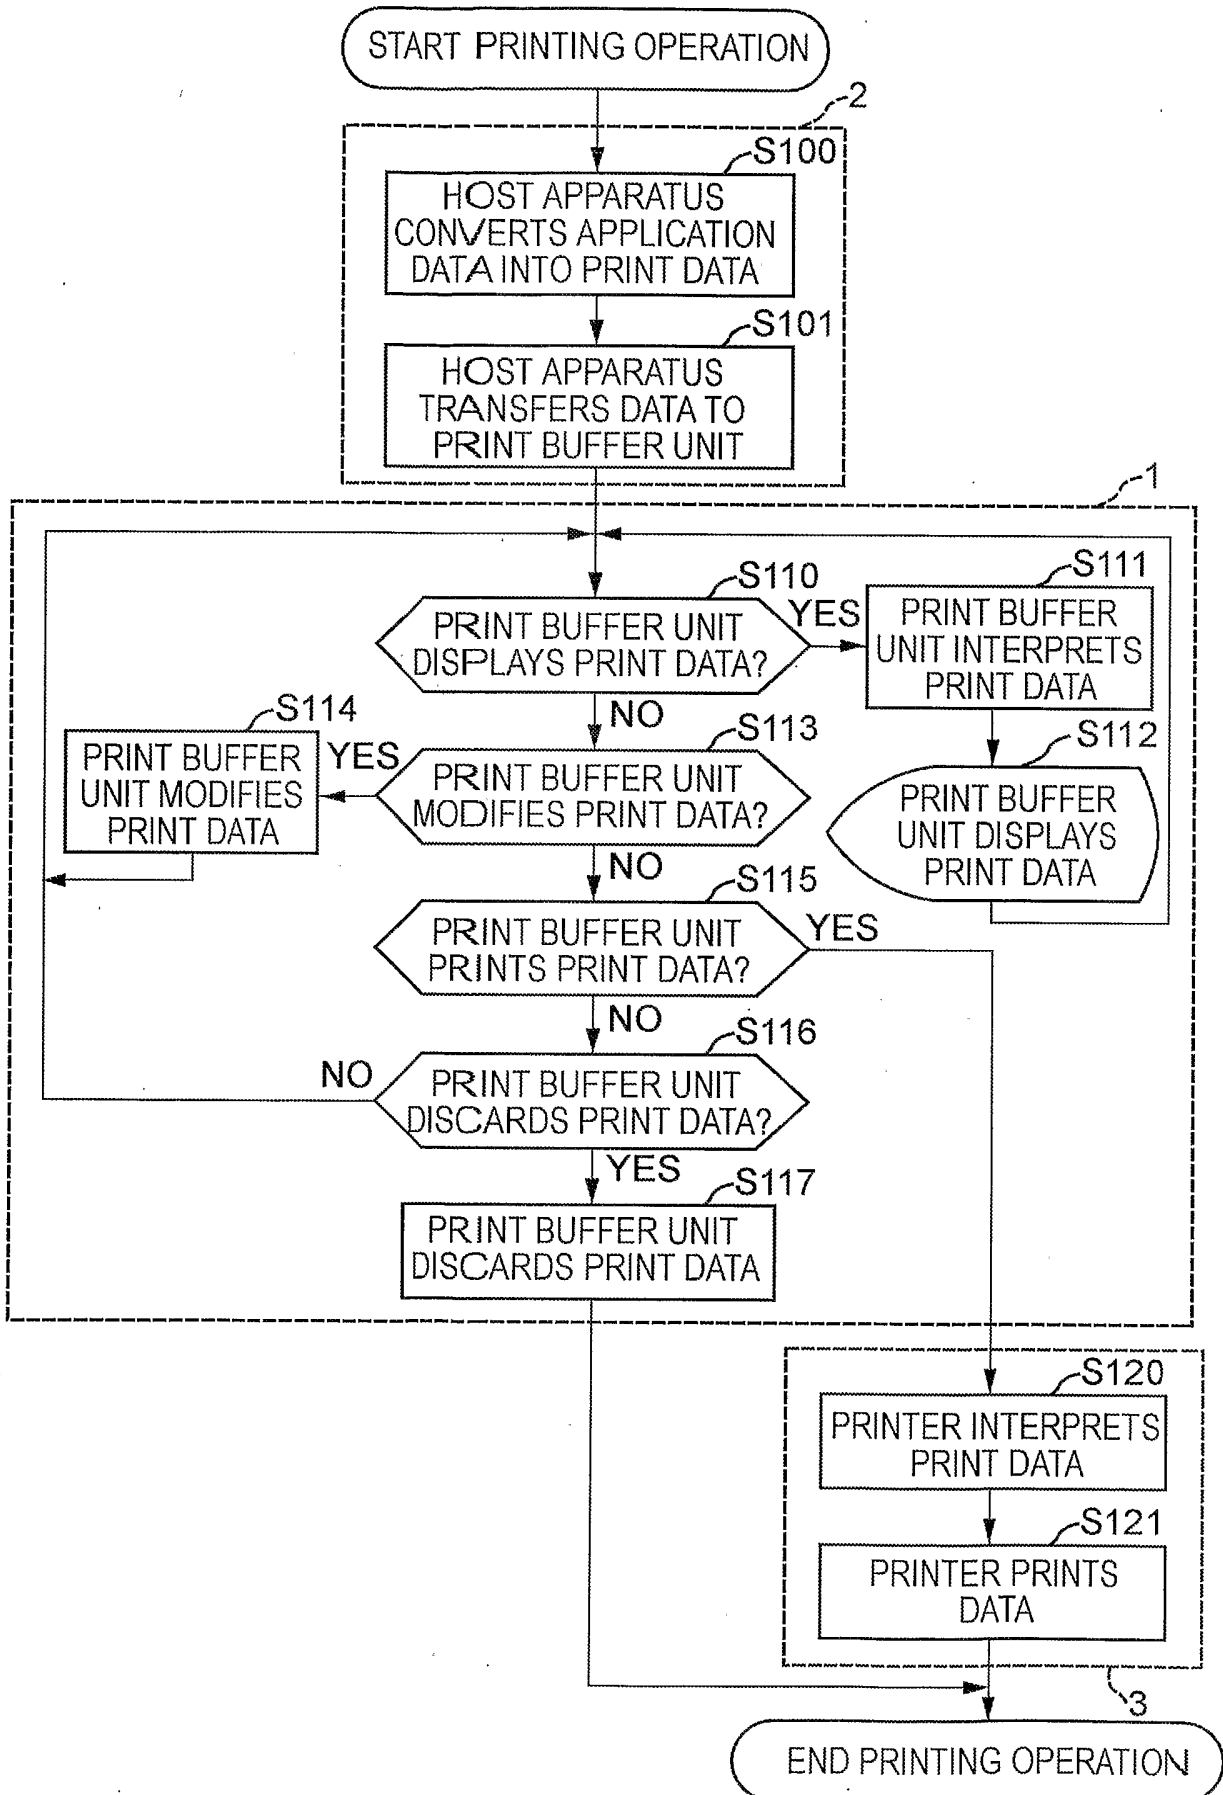 START PRINTING OPERATION
2
S100
HOST APPARATUS
CONVERTS APPLICATION
DATA INTO PRINT DATA
S101
HOST APPARATUS
TRANSFERS DATA TO
PRINT BUFFER UNIT
1
S110
PRINT BUFFER UNIT
DISPLAYS PRINT DATA?
YES
S111
PRINT BUFFER
UNIT INTERPRETS
PRINT DATA
NO
S114
PRINT BUFFER
UNIT MODIFIES
PRINT DATA
YES
S113
PRINT BUFFER UNIT
MODIFIES PRINT DATA?
S112
PRINT BUFFER
UNIT DISPLAYS
PRINT DATA
NO
S115
PRINT BUFFER UNIT
PRINTS PRINT DATA?
YES
NO
S116
NO
PRINT BUFFER UNIT
DISCARDS PRINT DATA?
YES
S117
PRINT BUFFER UNIT
DISCARDS PRINT DATA
S120
PRINTER INTERPRETS
PRINT DATA
S121
PRINTER PRINTS
DATA
3
END PRINTING OPERATION